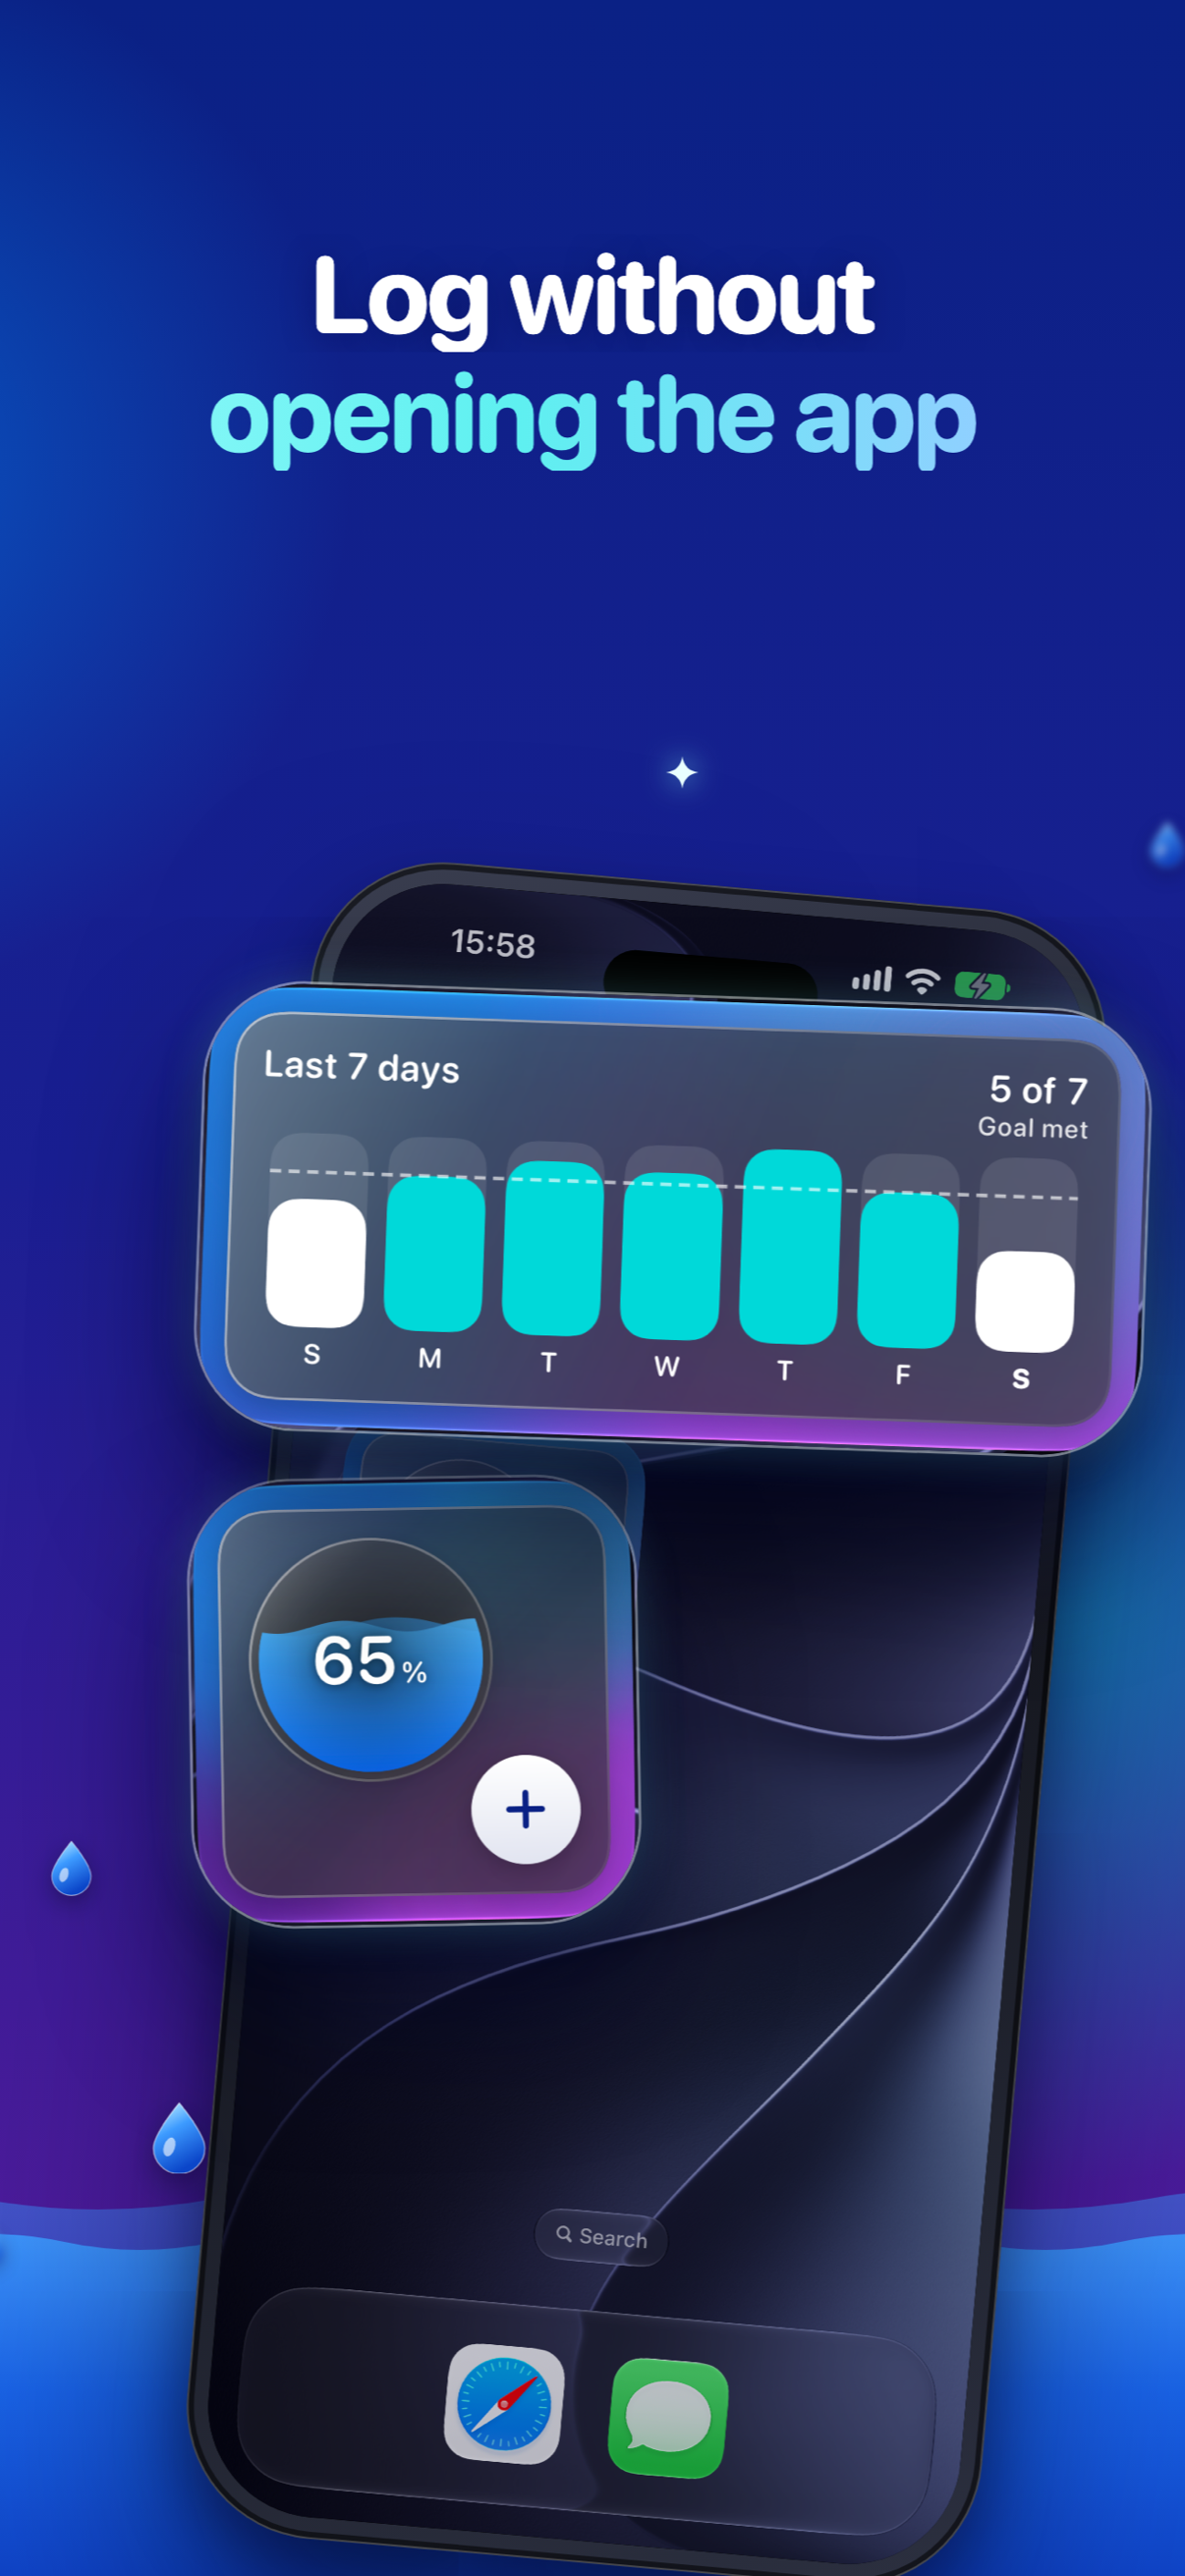 Log without
opening the app
15:58
Last 7 days
5 of 7
Goal met
S M T W T F S
65%
+
Search